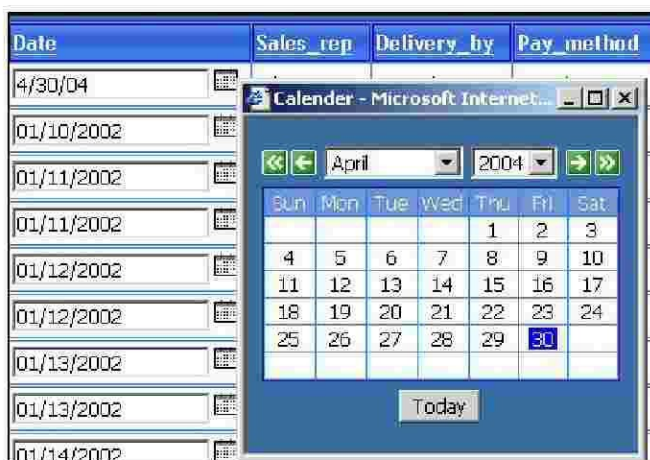 Date Sales_rep Delivery_by Pay_method
4/30/04
Calender - Microsoft Internet...
01/10/2002
01/11/2002
01/11/2002
01/12/2002
01/12/2002
01/13/2002
01/13/2002
01/14/2002
April 2004
Sun Mon Tue Wed Thu Fri Sat
1 2 3
4 5 6 7 8 9 10
11 12 13 14 15 16 17
18 19 20 21 22 23 24
25 26 27 28 29 30
Today